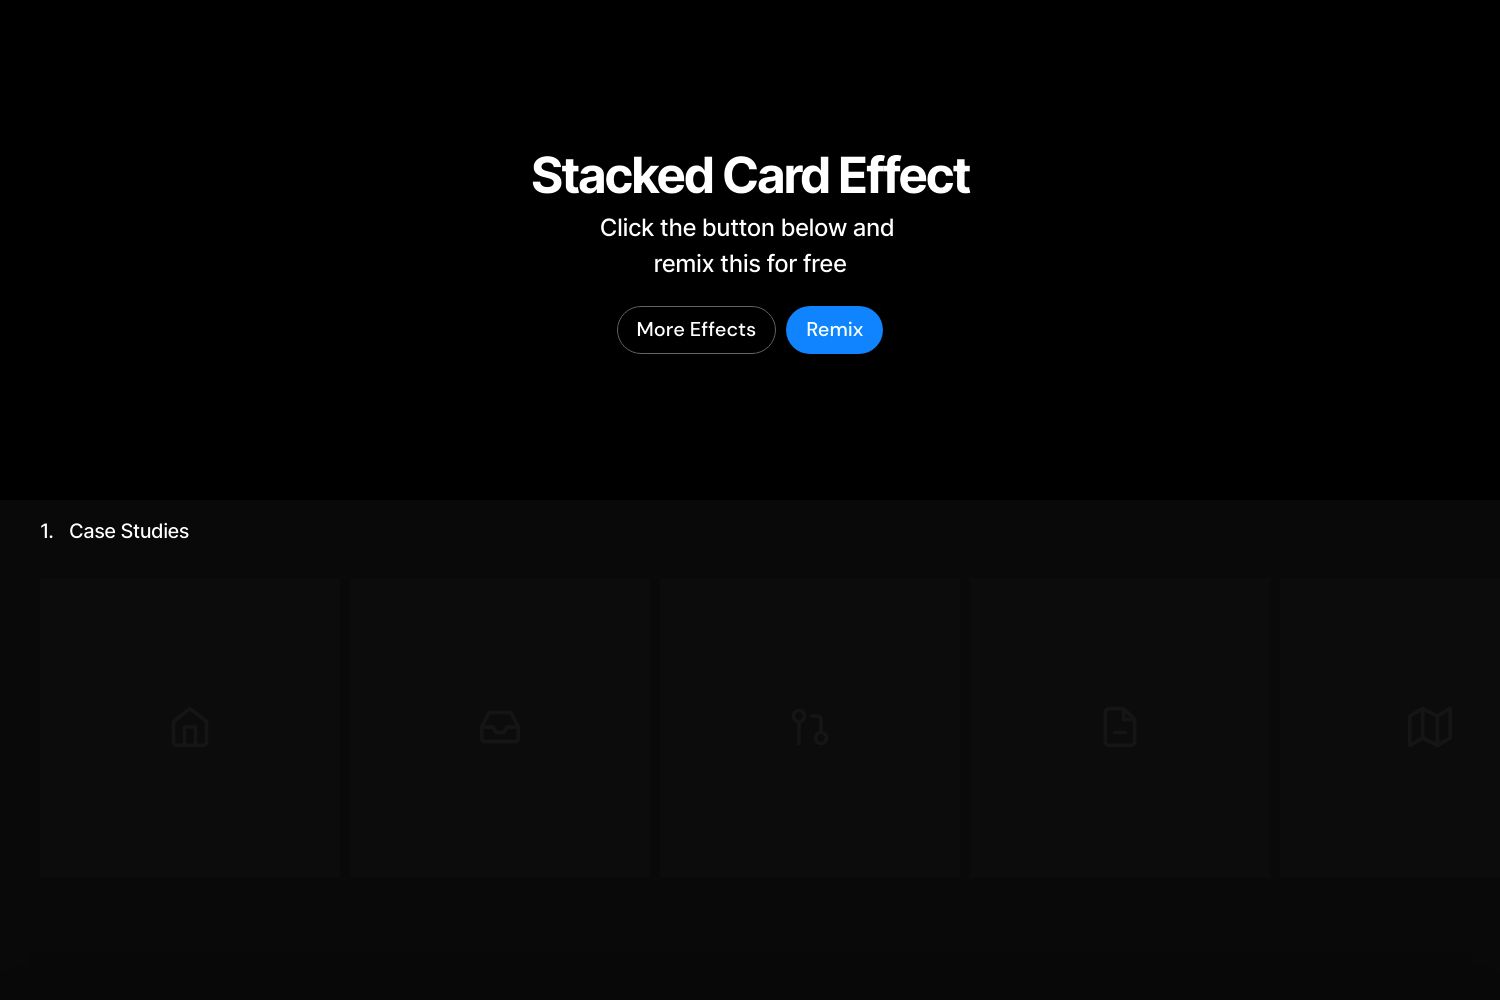 Stacked Card Effect
Click the button below and
remix this for free
More Effects
Remix
1. Case Studies